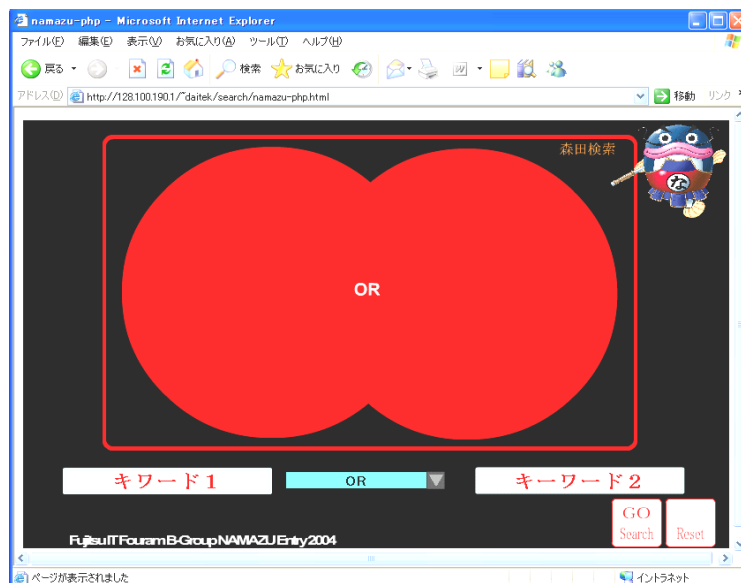 namazu-php - Microsoft Internet Explorer
ファイル(F) 編集(E) 表示(V) お気に入り(A) ツール(T) ヘルプ(H)
戻る 検索 お気に入り
アドレス(D) http://128.100.190.1/~daitek/search/namazu-php.html 移動 リンク »
森田検索
な
OR
キワード1 OR キーワード2
GO
Search Reset
Fujitsu IT Fouram B-Group NAMAZU Entry 2004
ページが表示されました イントラネット